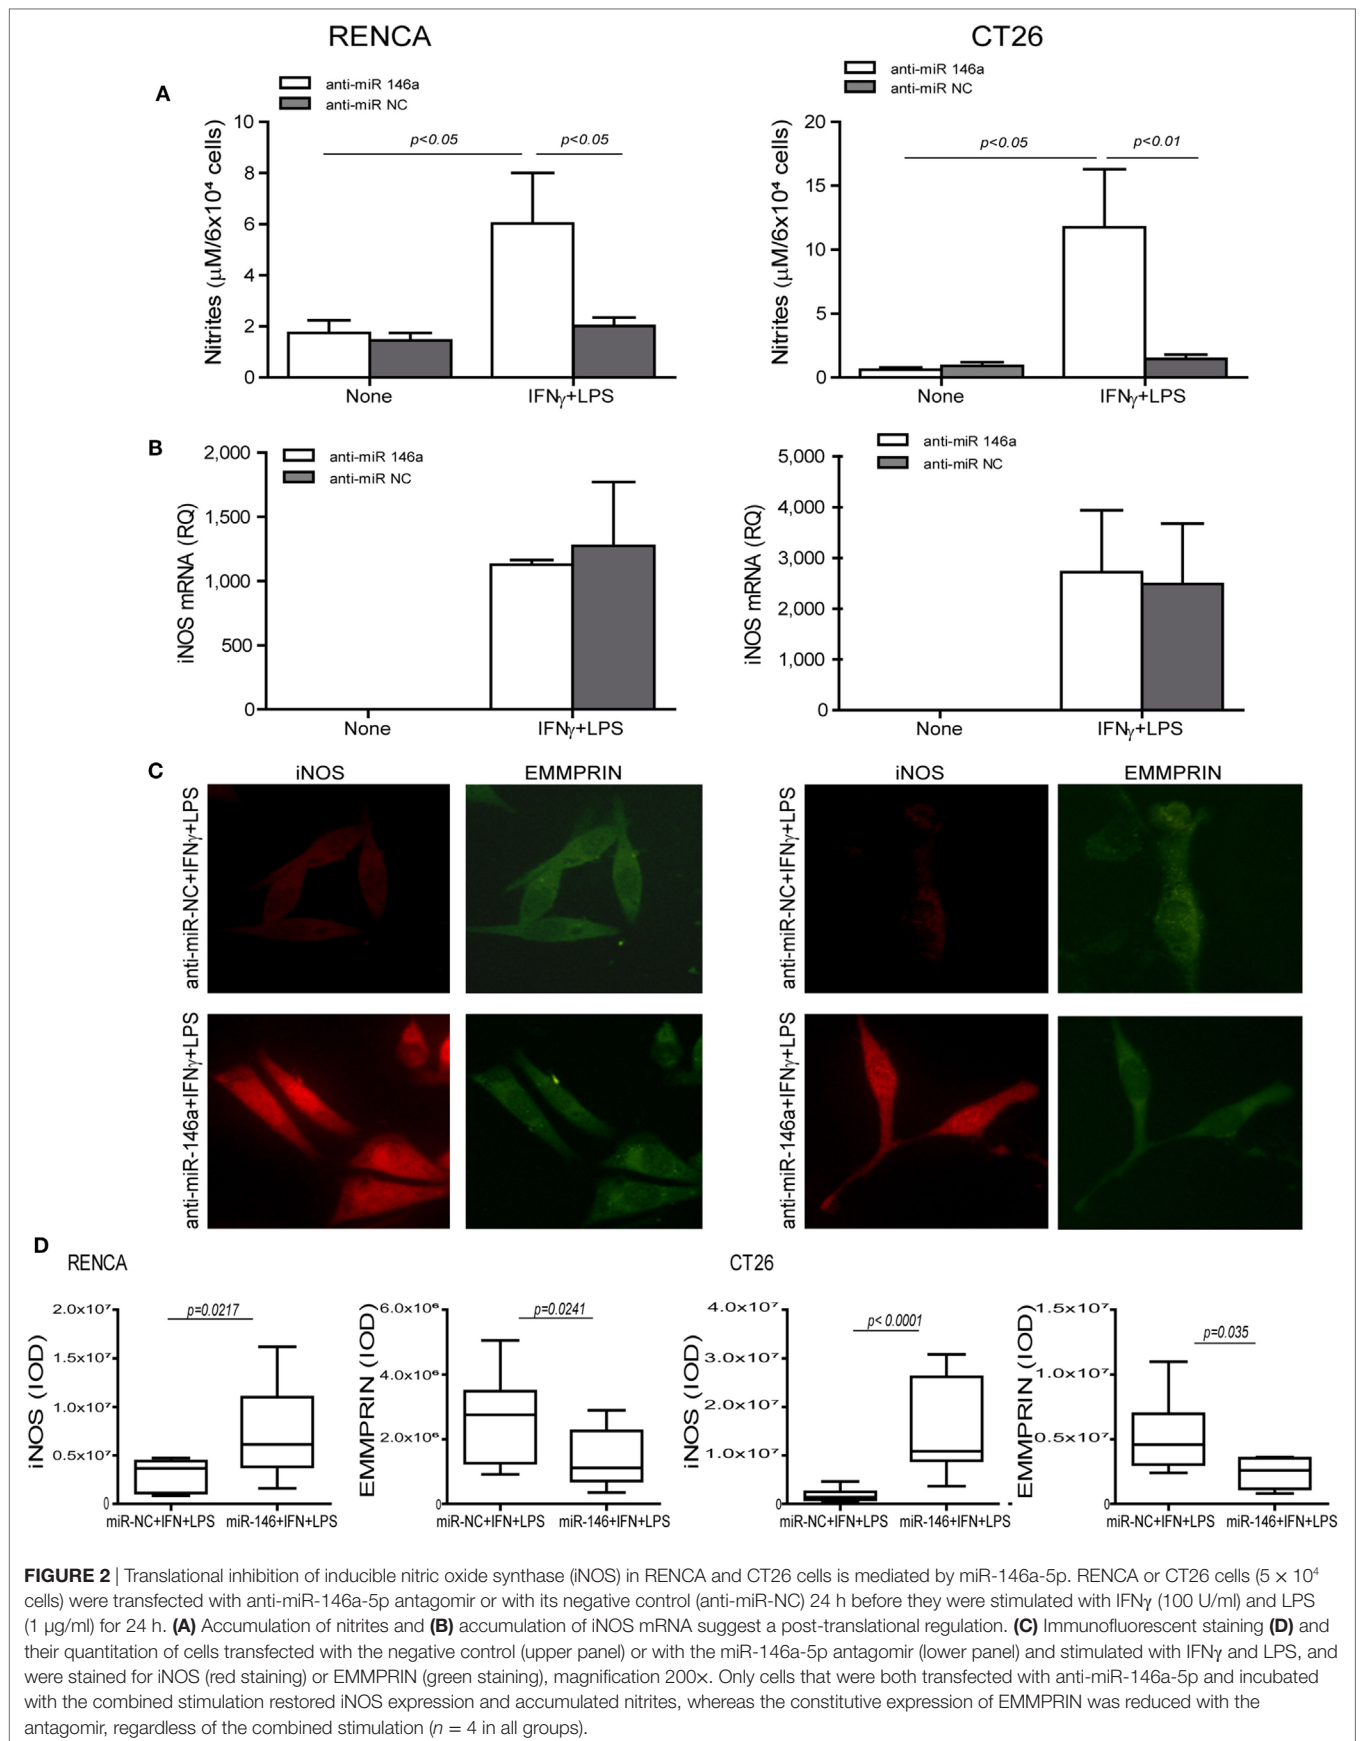 RENCA
CT26
A
anti-miR 146a
anti-miR NC
Nitrites (µM/6x10⁴ cells)
10
8
6
4
2
0
p<0.05
p<0.05
None
IFNγ+LPS
anti-miR 146a
anti-miR NC
Nitrites (µM/6x10⁴ cells)
20
15
10
5
0
p<0.05
p<0.01
None
IFNγ+LPS
B
anti-miR 146a
anti-miR NC
iNOS mRNA (RQ)
2,000
1,500
1,000
500
0
None
IFNγ+LPS
anti-miR 146a
anti-miR NC
iNOS mRNA (RQ)
5,000
4,000
3,000
2,000
1,000
0
None
IFNγ+LPS
C
iNOS
EMMPRIN
iNOS
EMMPRIN
anti-miR-NC+IFNγ+LPS
anti-miR-NC+IFNγ+LPS
anti-miR-146a+IFNγ+LPS
anti-miR-146a+IFNγ+LPS
D
RENCA
CT26
iNOS (IOD)
2.0x10⁷
1.5x10⁷
1.0x10⁷
0.5x10⁷
0
p=0.0217
miR-NC+IFN+LPS
miR-146+IFN+LPS
EMMPRIN (IOD)
6.0x10⁶
4.0x10⁶
2.0x10⁶
0
p=0.0241
miR-NC+IFN+LPS
miR-146+IFN+LPS
iNOS (IOD)
4.0x10⁷
3.0x10⁷
2.0x10⁷
1.0x10⁷
0
p< 0.0001
miR-NC+IFN+LPS
miR-146+IFN+LPS
EMMPRIN (IOD)
1.5x10⁷
1.0x10⁷
0.5x10⁷
0
p=0.035
miR-NC+IFN+LPS
miR-146+IFN+LPS
FIGURE 2 | Translational inhibition of inducible nitric oxide synthase (iNOS) in RENCA and CT26 cells is mediated by miR-146a-5p. RENCA or CT26 cells (5 × 10⁴
cells) were transfected with anti-miR-146a-5p antagomir or with its negative control (anti-miR-NC) 24 h before they were stimulated with IFNγ (100 U/ml) and LPS
(1 µg/ml) for 24 h. (A) Accumulation of nitrites and (B) accumulation of iNOS mRNA suggest a post-translational regulation. (C) Immunofluorescent staining (D) and
their quantitation of cells transfected with the negative control (upper panel) or with the miR-146a-5p antagomir (lower panel) and stimulated with IFNγ and LPS, and
were stained for iNOS (red staining) or EMMPRIN (green staining), magnification 200×. Only cells that were both transfected with anti-miR-146a-5p and incubated
with the combined stimulation restored iNOS expression and accumulated nitrites, whereas the constitutive expression of EMMPRIN was reduced with the
antagomir, regardless of the combined stimulation (n = 4 in all groups).